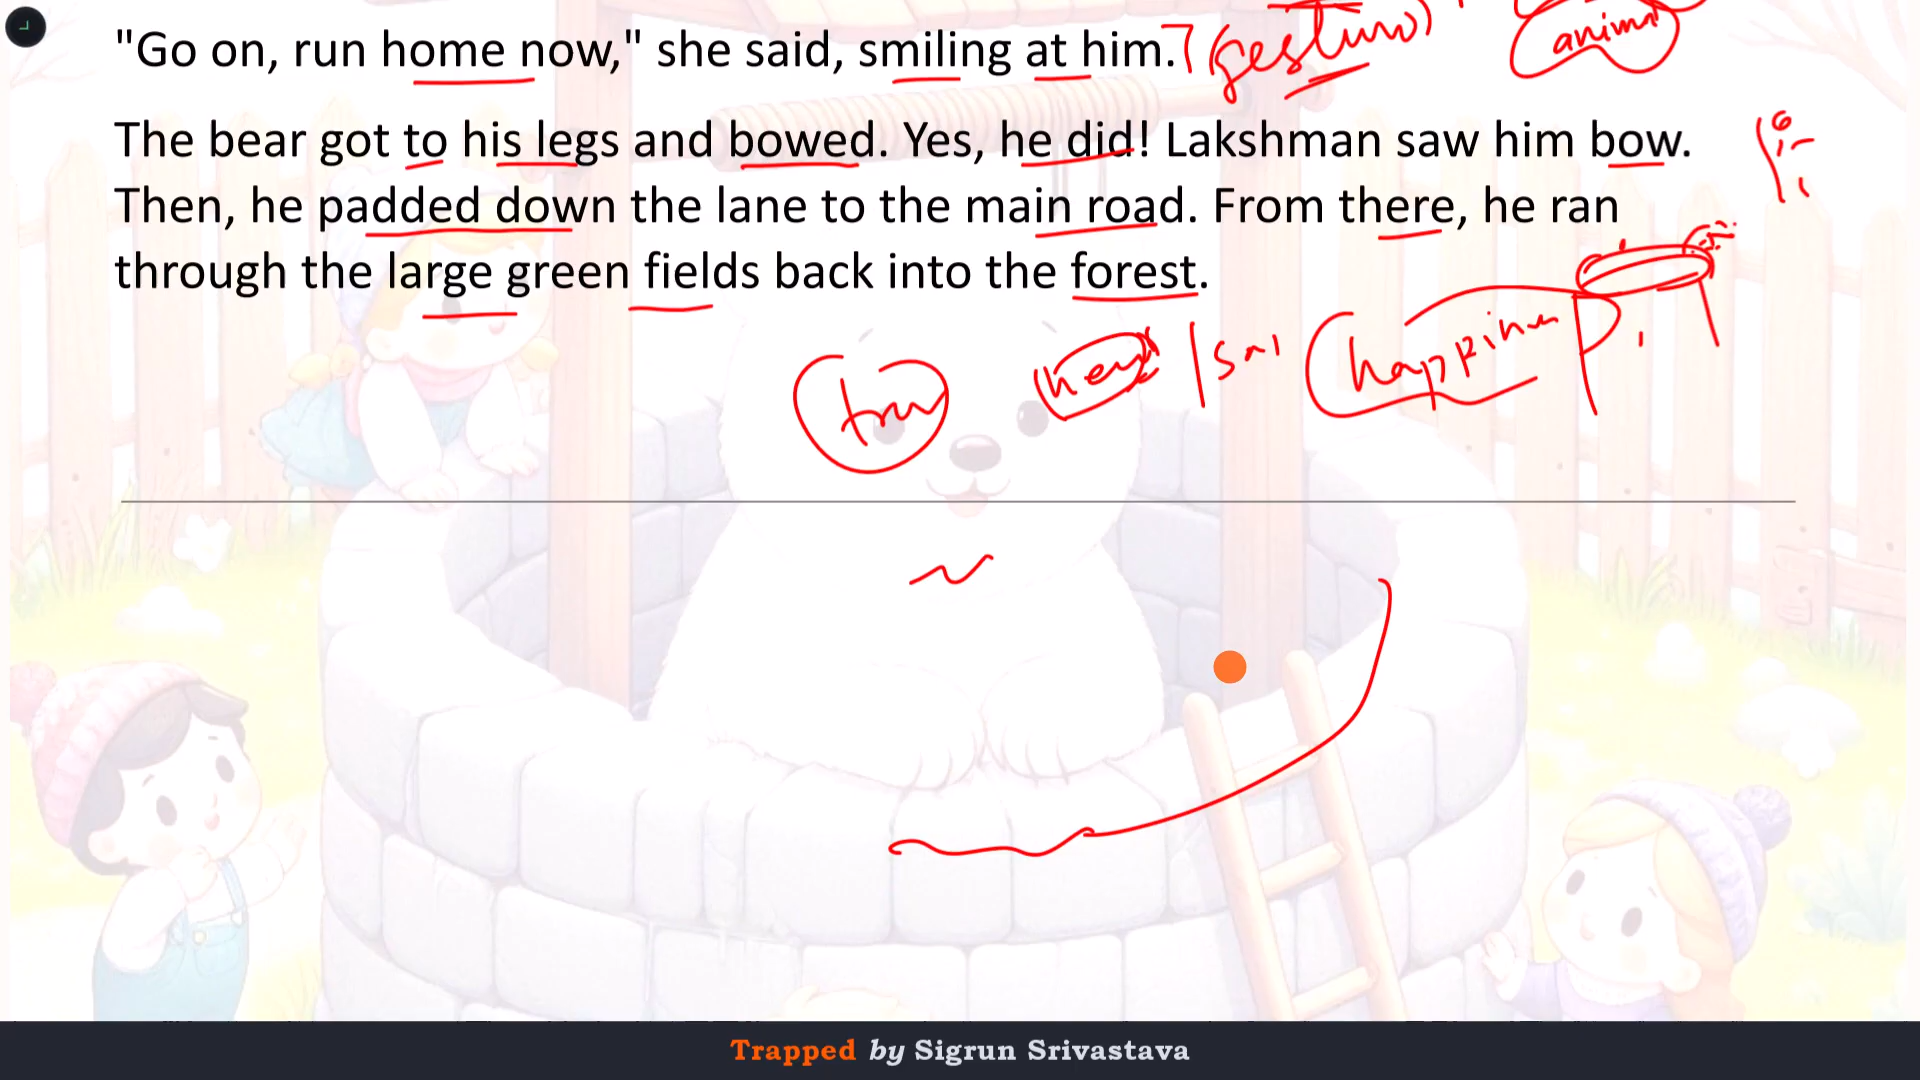 "Go on, run home now," she said, smiling at him.
animal
The bear got to his legs and bowed. Yes, he did! Lakshman saw him bow.
Then, he padded down the lane to the main road. From there, he ran
through the large green fields back into the forest.
Trapped by Sigrun Srivastava